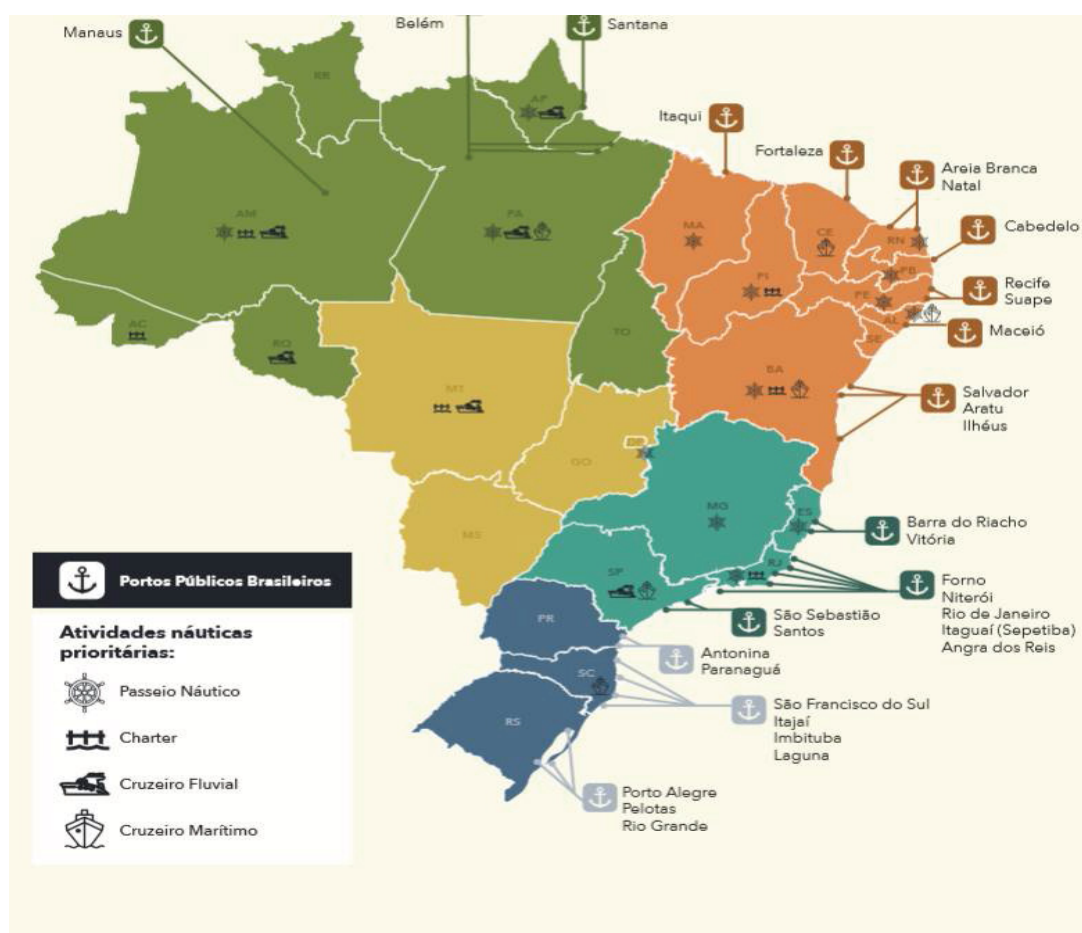 Manaus
Belém
Santana
Itaqui
Fortaleza
Areia Branca
Natal
Cabedelo
Recife
Suape
Maceió
Salvador
Aratu
Ilhéus
Barra do Riacho
Vitória
Forno
Niterói
Rio de Janeiro
Itaguaí (Sepetiba)
Angra dos Reis
São Sebastião
Santos
Antonina
Paranaguá
São Francisco do Sul
Itajaí
Imbituba
Laguna
Porto Alegre
Pelotas
Rio Grande
RR
AP
AM
PA
AC
RO
TO
MA
PI
CE
RN
PB
PE
AL
SE
BA
MT
GO
DF
MS
MG
ES
RJ
SP
PR
SC
RS
Portos Públicos Brasileiros
Atividades náuticas
prioritárias:
Passeio Náutico
Charter
Cruzeiro Fluvial
Cruzeiro Marítimo